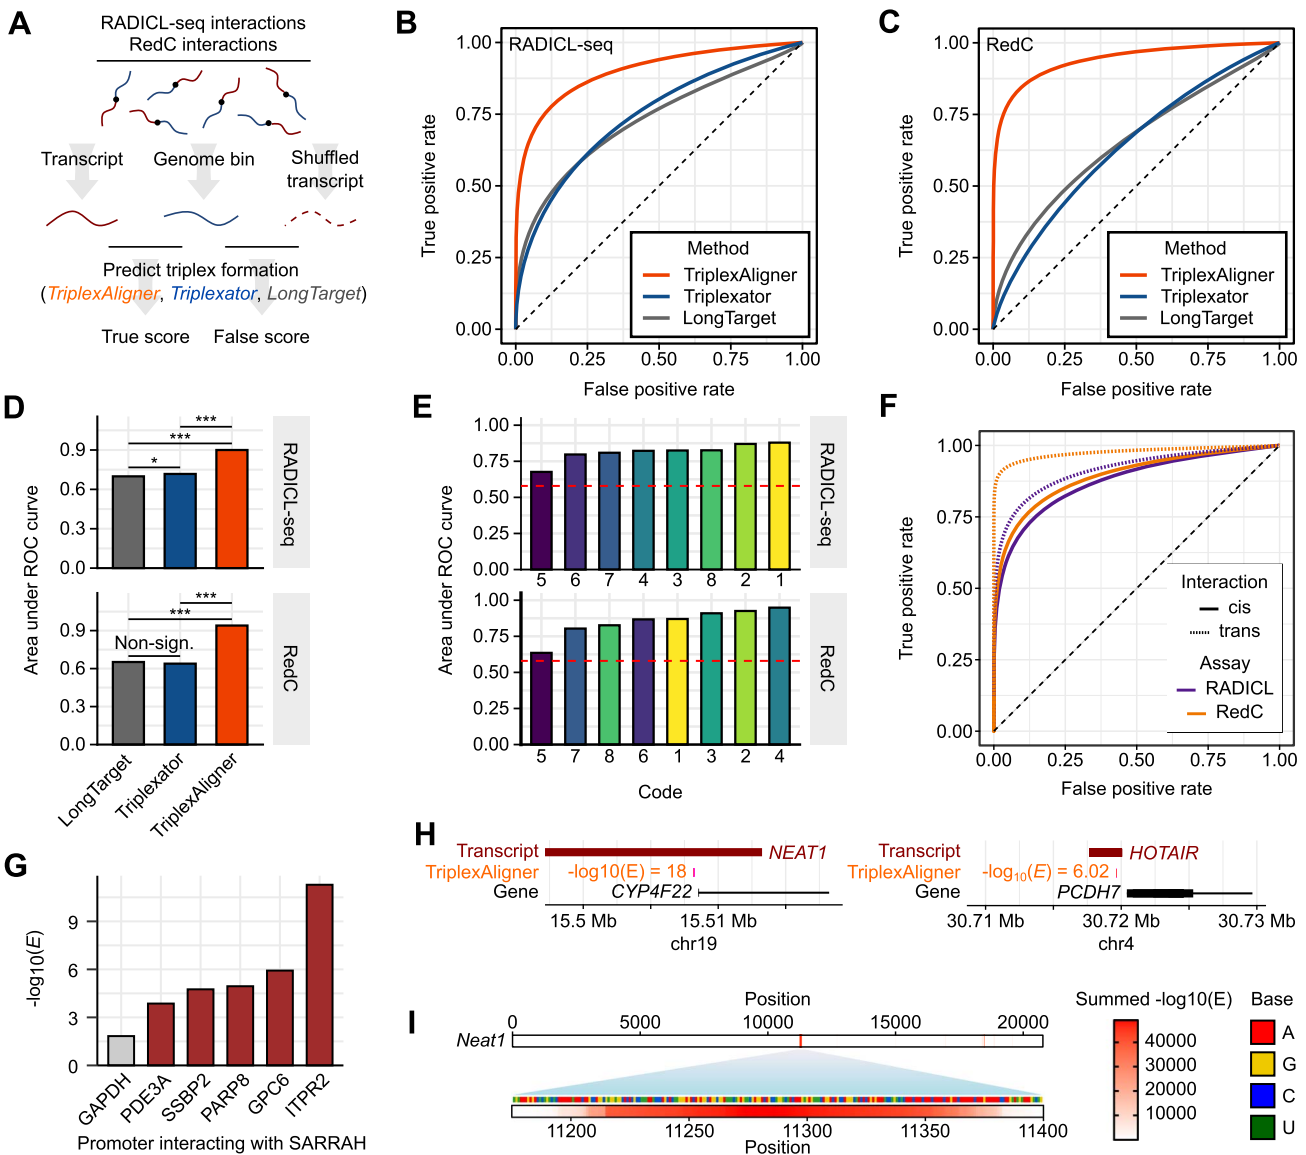 A
RADICL-seq interactions
RedC interactions
Transcript
Genome bin
Shuffled
transcript
Predict triplex formation
(TriplexAligner, Triplexator, LongTarget)
True score
False score
B
RADICL-seq
True positive rate
1.00
0.75
0.50
0.25
0.00
Method
TriplexAligner
Triplexator
LongTarget
0.00 0.25 0.50 0.75 1.00
False positive rate
C
RedC
True positive rate
1.00
0.75
0.50
0.25
0.00
Method
TriplexAligner
Triplexator
LongTarget
0.00 0.25 0.50 0.75 1.00
False positive rate
D
Area under ROC curve
***
***
*
0.9
0.6
0.3
0.0
RADICL-seq
***
***
Non-sign.
0.9
0.6
0.3
0.0
RedC
LongTarget
Triplexator
TriplexAligner
E
Area under ROC curve
1.00
0.75
0.50
0.25
0.00
5 6 7 4 3 8 2 1
RADICL-seq
1.00
0.75
0.50
0.25
0.00
5 7 8 6 1 3 2 4
RedC
Code
F
True positive rate
1.00
0.75
0.50
0.25
0.00
Interaction
cis
trans
Assay
RADICL
RedC
0.00 0.25 0.50 0.75 1.00
False positive rate
G
-log10(E)
9
6
3
0
GAPDH
PDE3A
SSBP2
PARP8
GPC6
ITPR2
Promoter interacting with SARRAH
H
Transcript NEAT1
TriplexAligner -log10(E) = 18
Gene CYP4F22
15.5 Mb 15.51 Mb
chr19
Transcript HOTAIR
TriplexAligner -log10(E) = 6.02
Gene PCDH7
30.71 Mb 30.72 Mb 30.73 Mb
chr4
I
Position
0 5000 10000 15000 20000
Neat1
11200 11250 11300 11350 11400
Position
Summed -log10(E)
40000
30000
20000
10000
Base
A
G
C
U